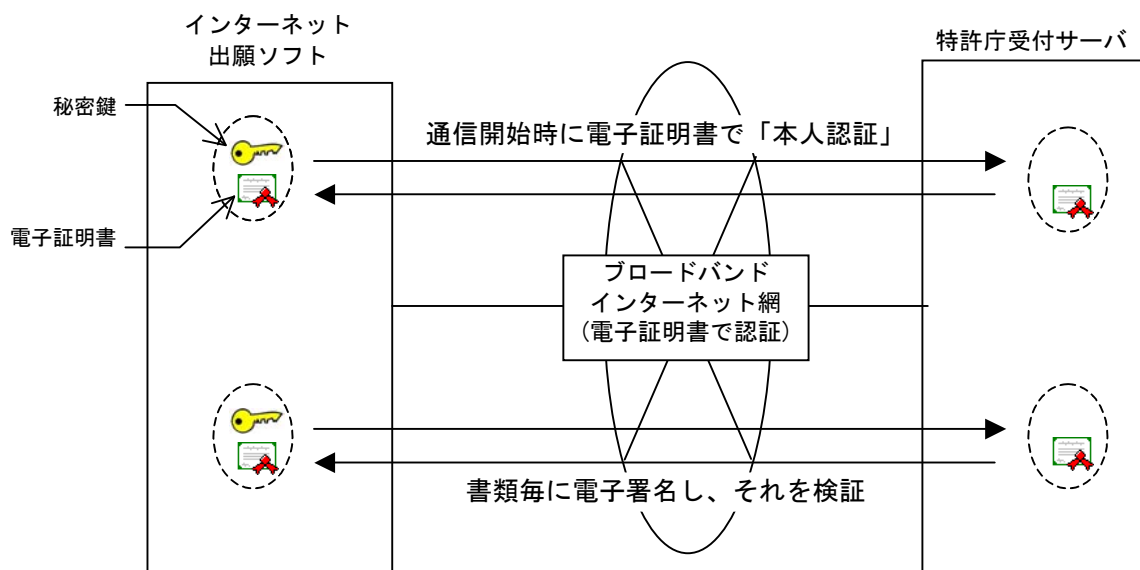 インターネット
出願ソフト
特許庁受付サーバ
秘密鍵
通信開始時に電子証明書で「本人認証」
電子証明書
ブロードバンド
インターネット網
(電子証明書で認証)
書類毎に電子署名し、それを検証